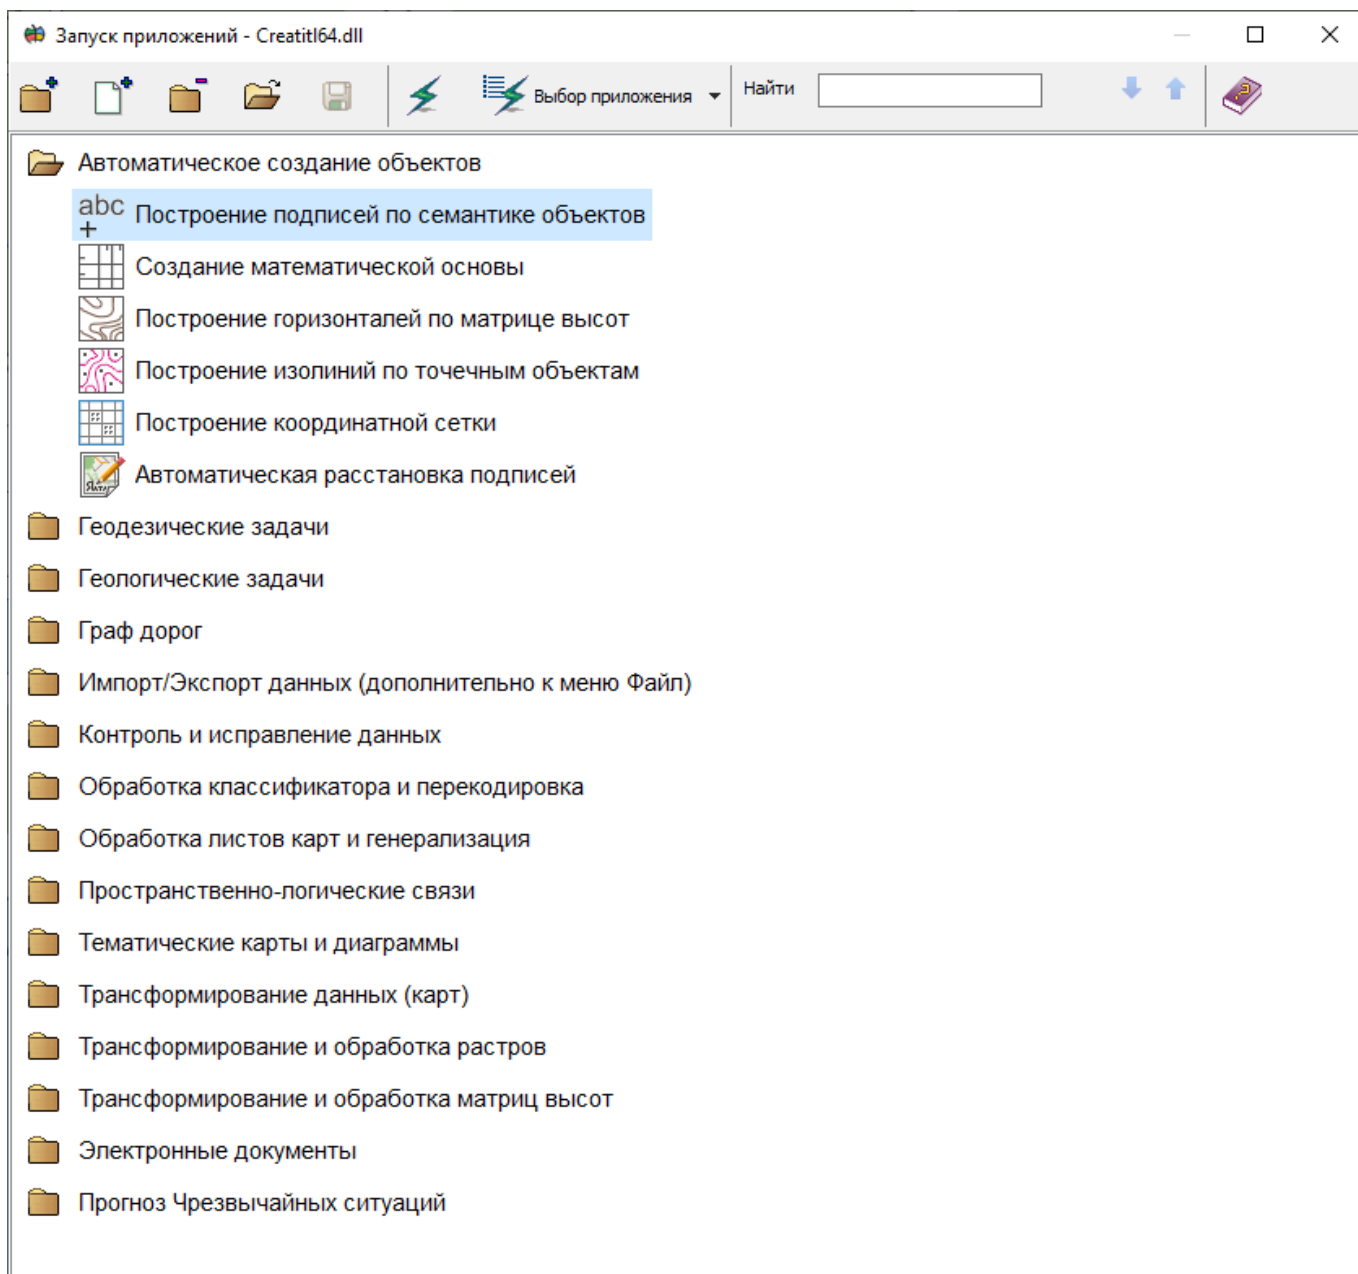 Запуск приложений - Creatitl64.dll
Выбор приложения Найти
Автоматическое создание объектов
abc + Построение подписей по семантике объектов
Создание математической основы
Построение горизонталей по матрице высот
Построение изолиний по точечным объектам
Построение координатной сетки
Автоматическая расстановка подписей
Геодезические задачи
Геологические задачи
Граф дорог
Импорт/Экспорт данных (дополнительно к меню Файл)
Контроль и исправление данных
Обработка классификатора и перекодировка
Обработка листов карт и генерализация
Пространственно-логические связи
Тематические карты и диаграммы
Трансформирование данных (карт)
Трансформирование и обработка растров
Трансформирование и обработка матриц высот
Электронные документы
Прогноз Чрезвычайных ситуаций